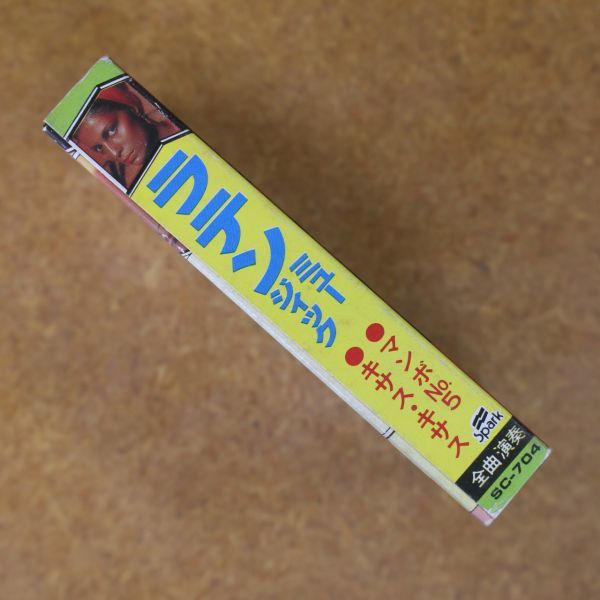 ラテン
ミュー
ジィック
●マンボNo.5
●キサス・キサス
Spark
全曲演奏
SC-704